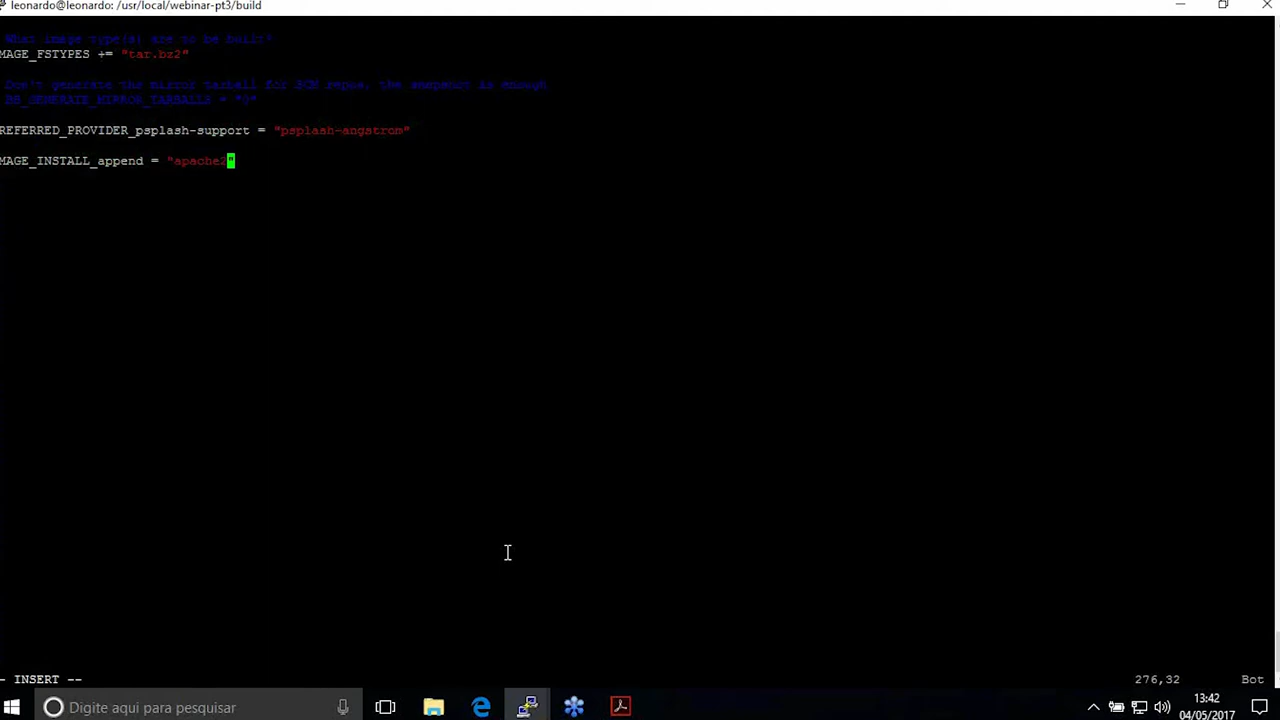 leonardo@leonardo: /usr/local/webinar-pt3/build
What image type(s) are to be built?
MAGE_FSTYPES += "tar.bz2"
Don't generate the mirror tarball for SCM repos, the snapshot is enough
BB_GENERATE_MIRROR_TARBALLS = "0"
REFERRED_PROVIDER_psplash-support = "psplash-angstrom"
MAGE_INSTALL_append = "apache2"
- INSERT --
276,32
Bot
Digite aqui para pesquisar
13:42
04/05/2017